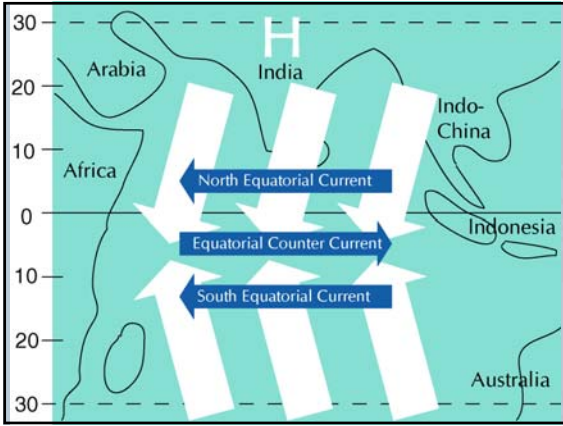 30
H
Arabia
India
20
Indo-
China
10
Africa
North Equatorial Current
0
Indonesia
Equatorial Counter Current
10
South Equatorial Current
20
Australia
30